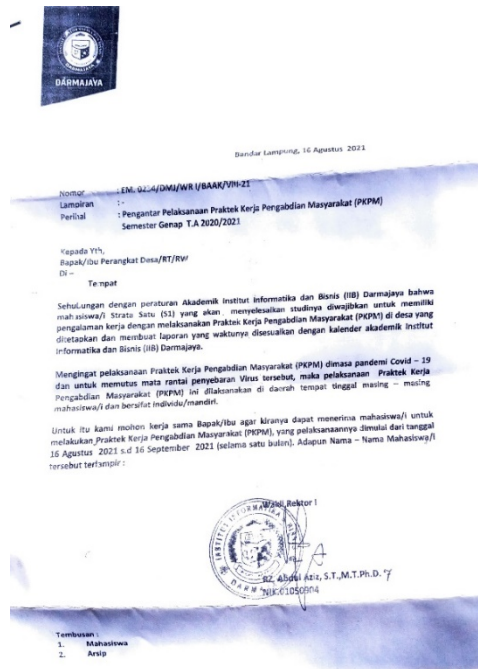 DARMAJAYA
Bandar Lampung, 16 Agustus 2021
Nomor : EM. 0234/DMJ/WR I/BAAK/VIII-21
Lampiran : -
Perihal : Pengantar Pelaksanaan Praktek Kerja Pengabdian Masyarakat (PKPM)
Semester Genap T.A 2020/2021
Kepada Yth,
Bapak/Ibu Perangkat Desa/RT/RW
Di –
Tempat
Sehubungan dengan peraturan Akademik Institut Informatika dan Bisnis (IIB) Darmajaya bahwa
mahasiswa/i Strata Satu (S1) yang akan menyelesaikan studinya diwajibkan untuk memiliki
pengalaman kerja dengan melaksanakan Praktek Kerja Pengabdian Masyarakat (PKPM) di desa yang
ditetapkan dan membuat laporan yang waktunya disesuaikan dengan kalender akademik Institut
Informatika dan Bisnis (IIB) Darmajaya.
Mengingat pelaksanaan Praktek Kerja Pengabdian Masyarakat (PKPM) dimasa pandemi Covid – 19
dan untuk memutus mata rantai penyebaran Virus tersebut, maka pelaksanaan Praktek Kerja
Pengabdian Masyarakat (PKPM) ini dilaksanakan di daerah tempat tinggal masing – masing
mahasiswa/i dan bersifat individu/mandiri.
Untuk itu kami mohon kerja sama Bapak/Ibu agar kiranya dapat menerima mahasiswa/i untuk
melakukan Praktek Kerja Pengabdian Masyarakat (PKPM), yang pelaksanaannya dimulai dari tanggal
16 Agustus 2021 s.d 16 September 2021 (selama satu bulan). Adapun Nama – Nama Mahasiswa/i
tersebut terlampir :
Wakil Rektor I
RZ. Abdul Aziz, S.T.,M.T.Ph.D.
NIK.01050904
Tembusan :
1. Mahasiswa
2. Arsip